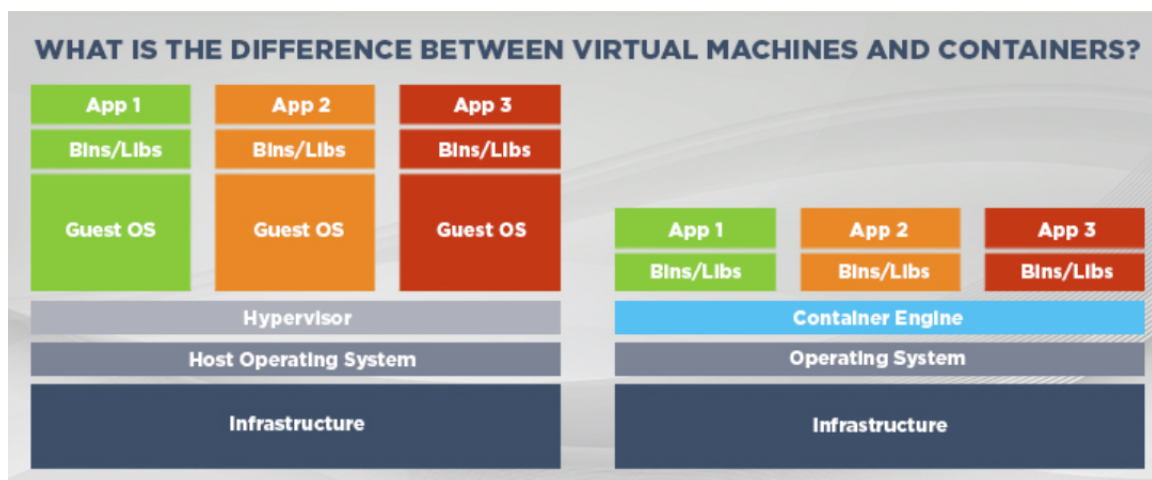 WHAT IS THE DIFFERENCE BETWEEN VIRTUAL MACHINES AND CONTAINERS?
App 1
App 2
App 3
Bins/Libs
Bins/Libs
Bins/Libs
Guest OS
Guest OS
Guest OS
Hypervisor
Host Operating System
Infrastructure
App 1
App 2
App 3
Bins/Libs
Bins/Libs
Bins/Libs
Container Engine
Operating System
Infrastructure